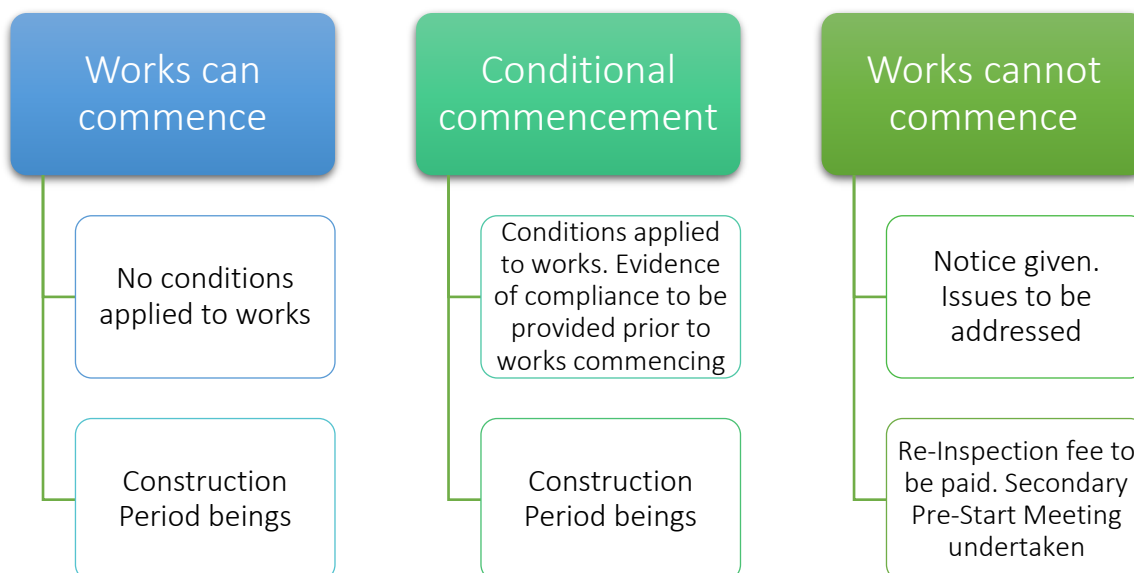 Works can
commence
No conditions
applied to works
Construction
Period beings
Conditional
commencement
Conditions applied
to works. Evidence
of compliance to be
provided prior to
works commencing
Construction
Period beings
Works cannot
commence
Notice given.
Issues to be
addressed
Re-Inspection fee to
be paid. Secondary
Pre-Start Meeting
undertaken